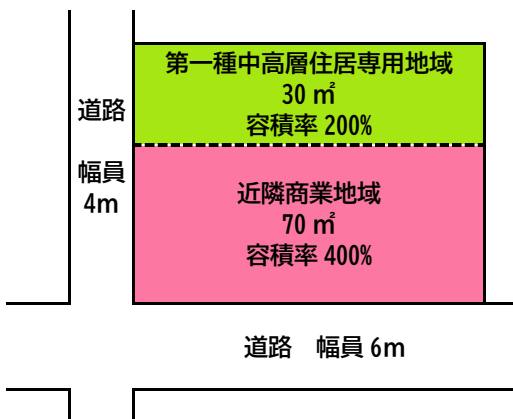 第一種中高層住居専用地域
30 ㎡
容積率 200%
道路
幅員
4m
近隣商業地域
70 ㎡
容積率 400%
道路　幅員 6m